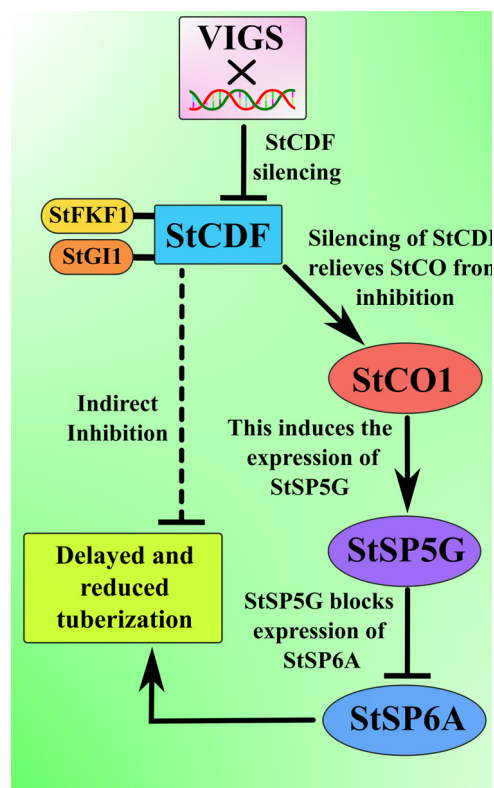 VIGS
StCDF
silencing
StFKF1
StGI1
StCDF
Silencing of StCDF
relieves StCO from
inhibition
StCO1
Indirect
Inhibition
This induces the
expression of
StSP5G
StSP5G
Delayed and
reduced
tuberization
StSP5G blocks
expression of
StSP6A
StSP6A